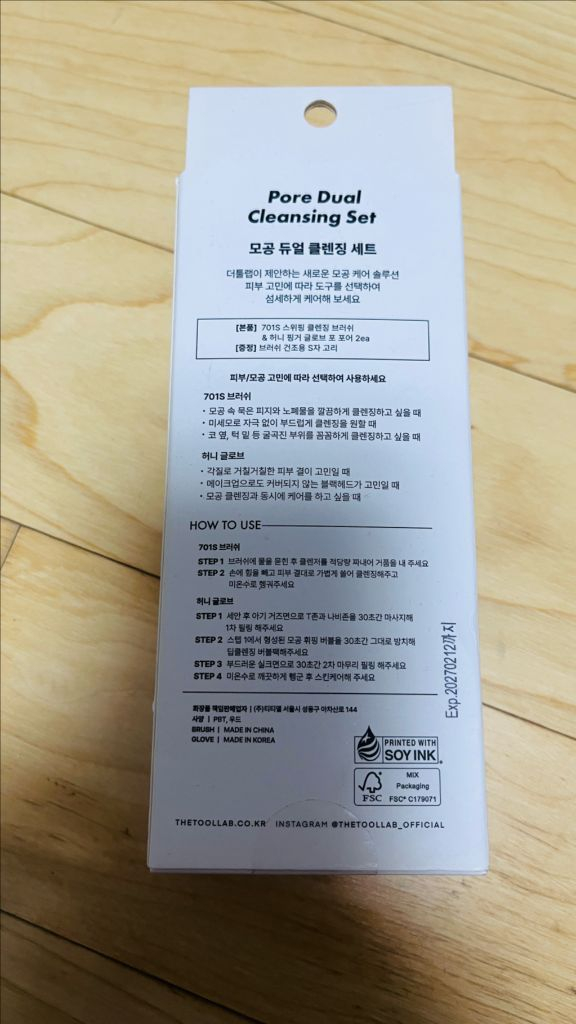 Pore Dual
Cleansing Set
모공 듀얼 클렌징 세트
더툴랩이 제안하는 새로운 모공 케어 솔루션
피부 고민에 따라 도구를 선택하여
섬세하게 케어해 보세요
[본품] 701S 스위핑 클렌징 브러쉬
& 허니 핑거 글로브 포 포어 2ea
[증정] 브러쉬 건조용 S자 고리
피부/모공 고민에 따라 선택하여 사용하세요
701S 브러쉬
• 모공 속 묵은 피지와 노폐물을 깔끔하게 클렌징하고 싶을 때
• 미세모로 자극 없이 부드럽게 클렌징을 원할 때
• 코 옆, 턱 밑 등 굴곡진 부위를 꼼꼼하게 클렌징하고 싶을 때
허니 글로브
• 각질로 거칠거칠한 피부 결이 고민일 때
• 메이크업으로도 커버되지 않는 블랙헤드가 고민일 때
• 모공 클렌징과 동시에 케어를 하고 싶을 때
HOW TO USE
701S 브러쉬
STEP 1 브러쉬에 물을 묻힌 후 클렌저를 적당량 짜내어 거품을 내 주세요
STEP 2 손에 힘을 빼고 피부 결대로 가볍게 쓸어 클렌징해주고
미온수로 헹궈주세요
허니 글로브
STEP 1 세안 후 아기 거즈면으로 T존과 나비존을 30초간 마사지해
1차 필링 해주세요
STEP 2 스텝 1에서 형성된 모공 휘핑 버블을 30초간 그대로 방치해
딥클렌징 버블팩해주세요
STEP 3 부드러운 실크면으로 30초간 2차 마무리 필링 해주세요
STEP 4 미온수로 깨끗하게 헹군 후 스킨케어해 주세요
Exp.20270212까지
화장품 책임판매업자 | (주)티티엘 서울시 성동구 아차산로 144
사양 | PBT, 우드
BRUSH | MADE IN CHINA
GLOVE | MADE IN KOREA
PRINTED WITH
SOY INK
FSC
MIX
Packaging
FSC® C179071
THETOOLLAB.CO.KR INSTAGRAM @THETOOLLAB_OFFICIAL